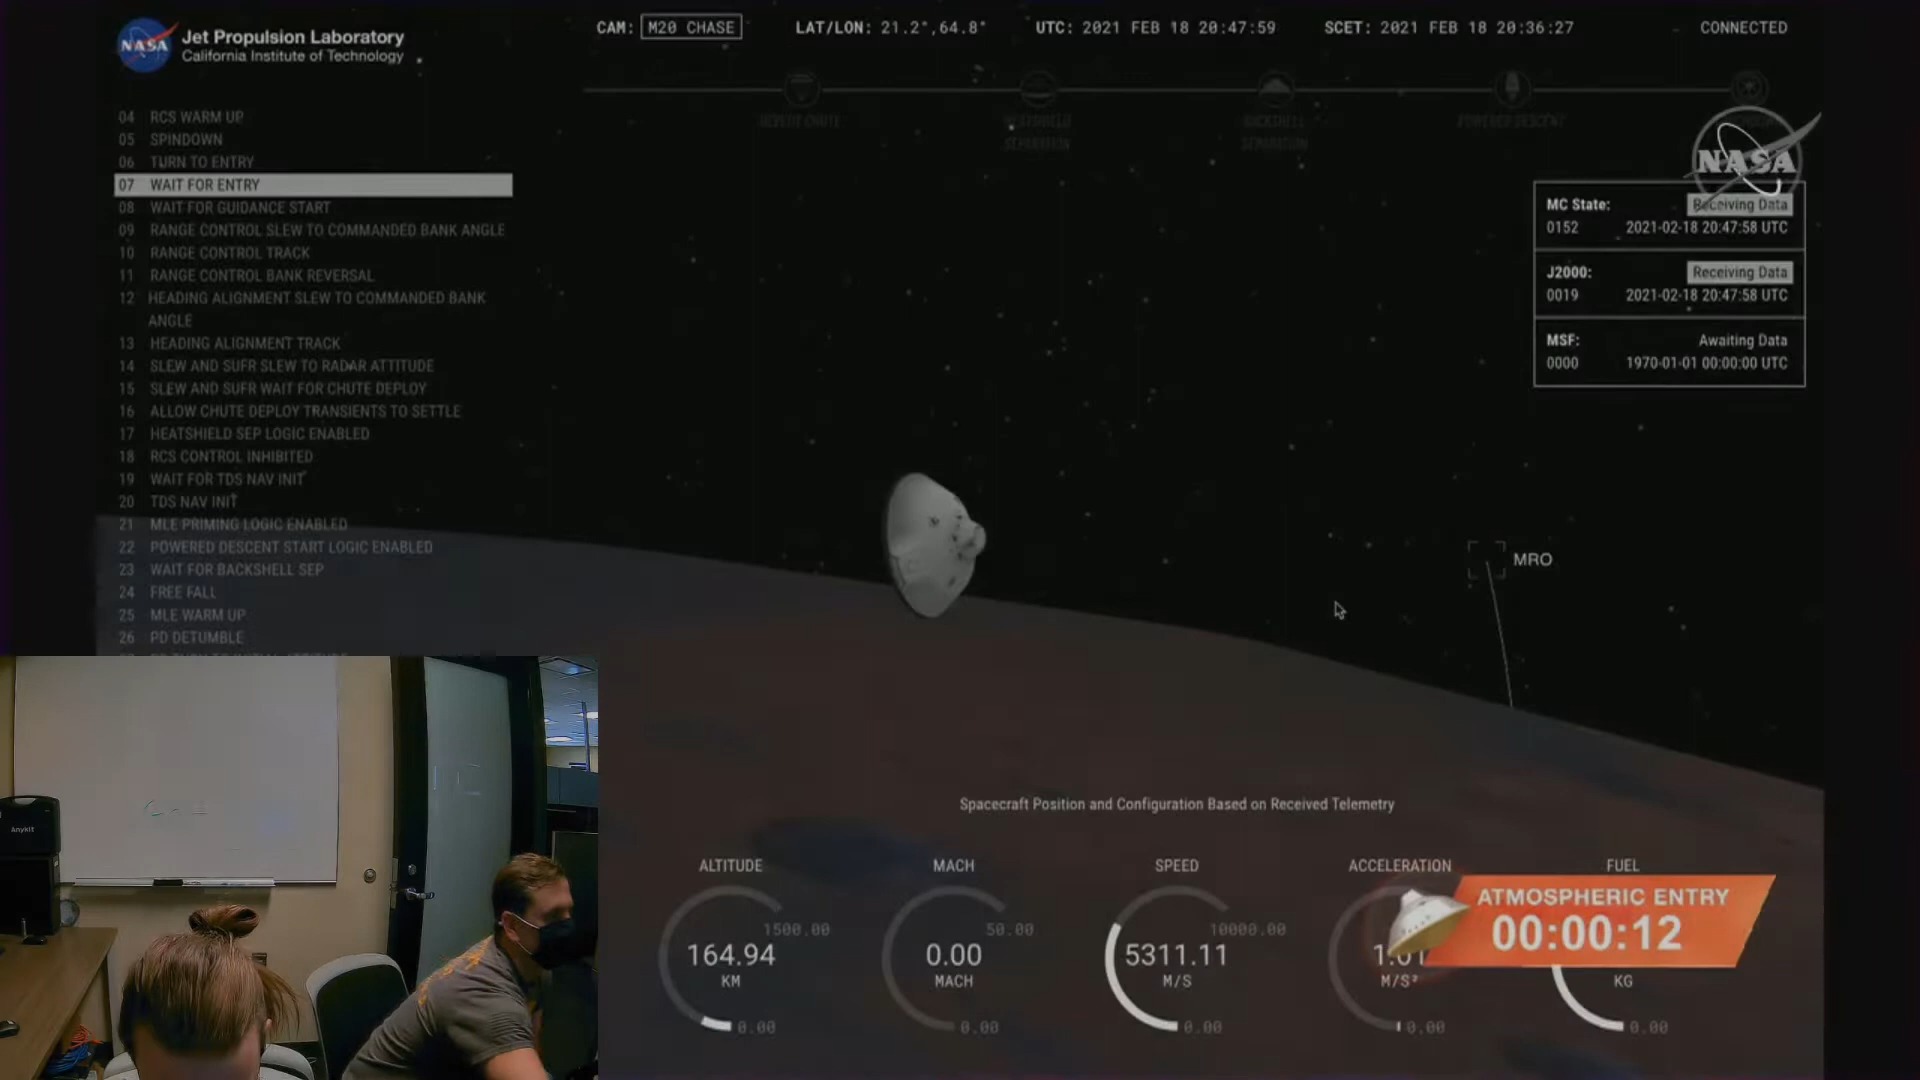 NASA
Jet Propulsion Laboratory
California Institute of Technology
CAM: M20 CHASE
LAT/LON: 21.2°,64.8°
UTC: 2021 FEB 18 20:47:59
SCET: 2021 FEB 18 20:36:27
CONNECTED
HEATSHIELD
SEPARATION
BACKSHELL
SEPARATION
POWERED DESCENT
NASA
04 RCS WARM UP
05 SPINDOWN
06 TURN TO ENTRY
07 WAIT FOR ENTRY
08 WAIT FOR GUIDANCE START
09 RANGE CONTROL SLEW TO COMMANDED BANK ANGLE
10 RANGE CONTROL TRACK
11 RANGE CONTROL BANK REVERSAL
12 HEADING ALIGNMENT SLEW TO COMMANDED BANK
ANGLE
13 HEADING ALIGNMENT TRACK
14 SLEW AND SUFR SLEW TO RADAR ATTITUDE
15 SLEW AND SUFR WAIT FOR CHUTE DEPLOY
16 ALLOW CHUTE DEPLOY TRANSIENTS TO SETTLE
17 HEATSHIELD SEP LOGIC ENABLED
18 RCS CONTROL INHIBITED
19 WAIT FOR TDS NAV INIT
20 TDS NAV INIT
21 MLE PRIMING LOGIC ENABLED
22 POWERED DESCENT START LOGIC ENABLED
23 WAIT FOR BACKSHELL SEP
24 FREE FALL
25 MLE WARM UP
26 PD DETUMBLE
MC State: Receiving Data
0152 2021-02-18 20:47:58 UTC
J2000: Receiving Data
0019 2021-02-18 20:47:58 UTC
MSF: Awaiting Data
0000 1970-01-01 00:00:00 UTC
MRO
Spacecraft Position and Configuration Based on Received Telemetry
ALTITUDE
1500.00
164.94
KM
0.00
MACH
50.00
0.00
MACH
0.00
SPEED
10000.00
5311.11
M/S
0.00
ACCELERATION
M/S²
0.00
FUEL
KG
0.00
ATMOSPHERIC ENTRY
00:00:12
Anykit